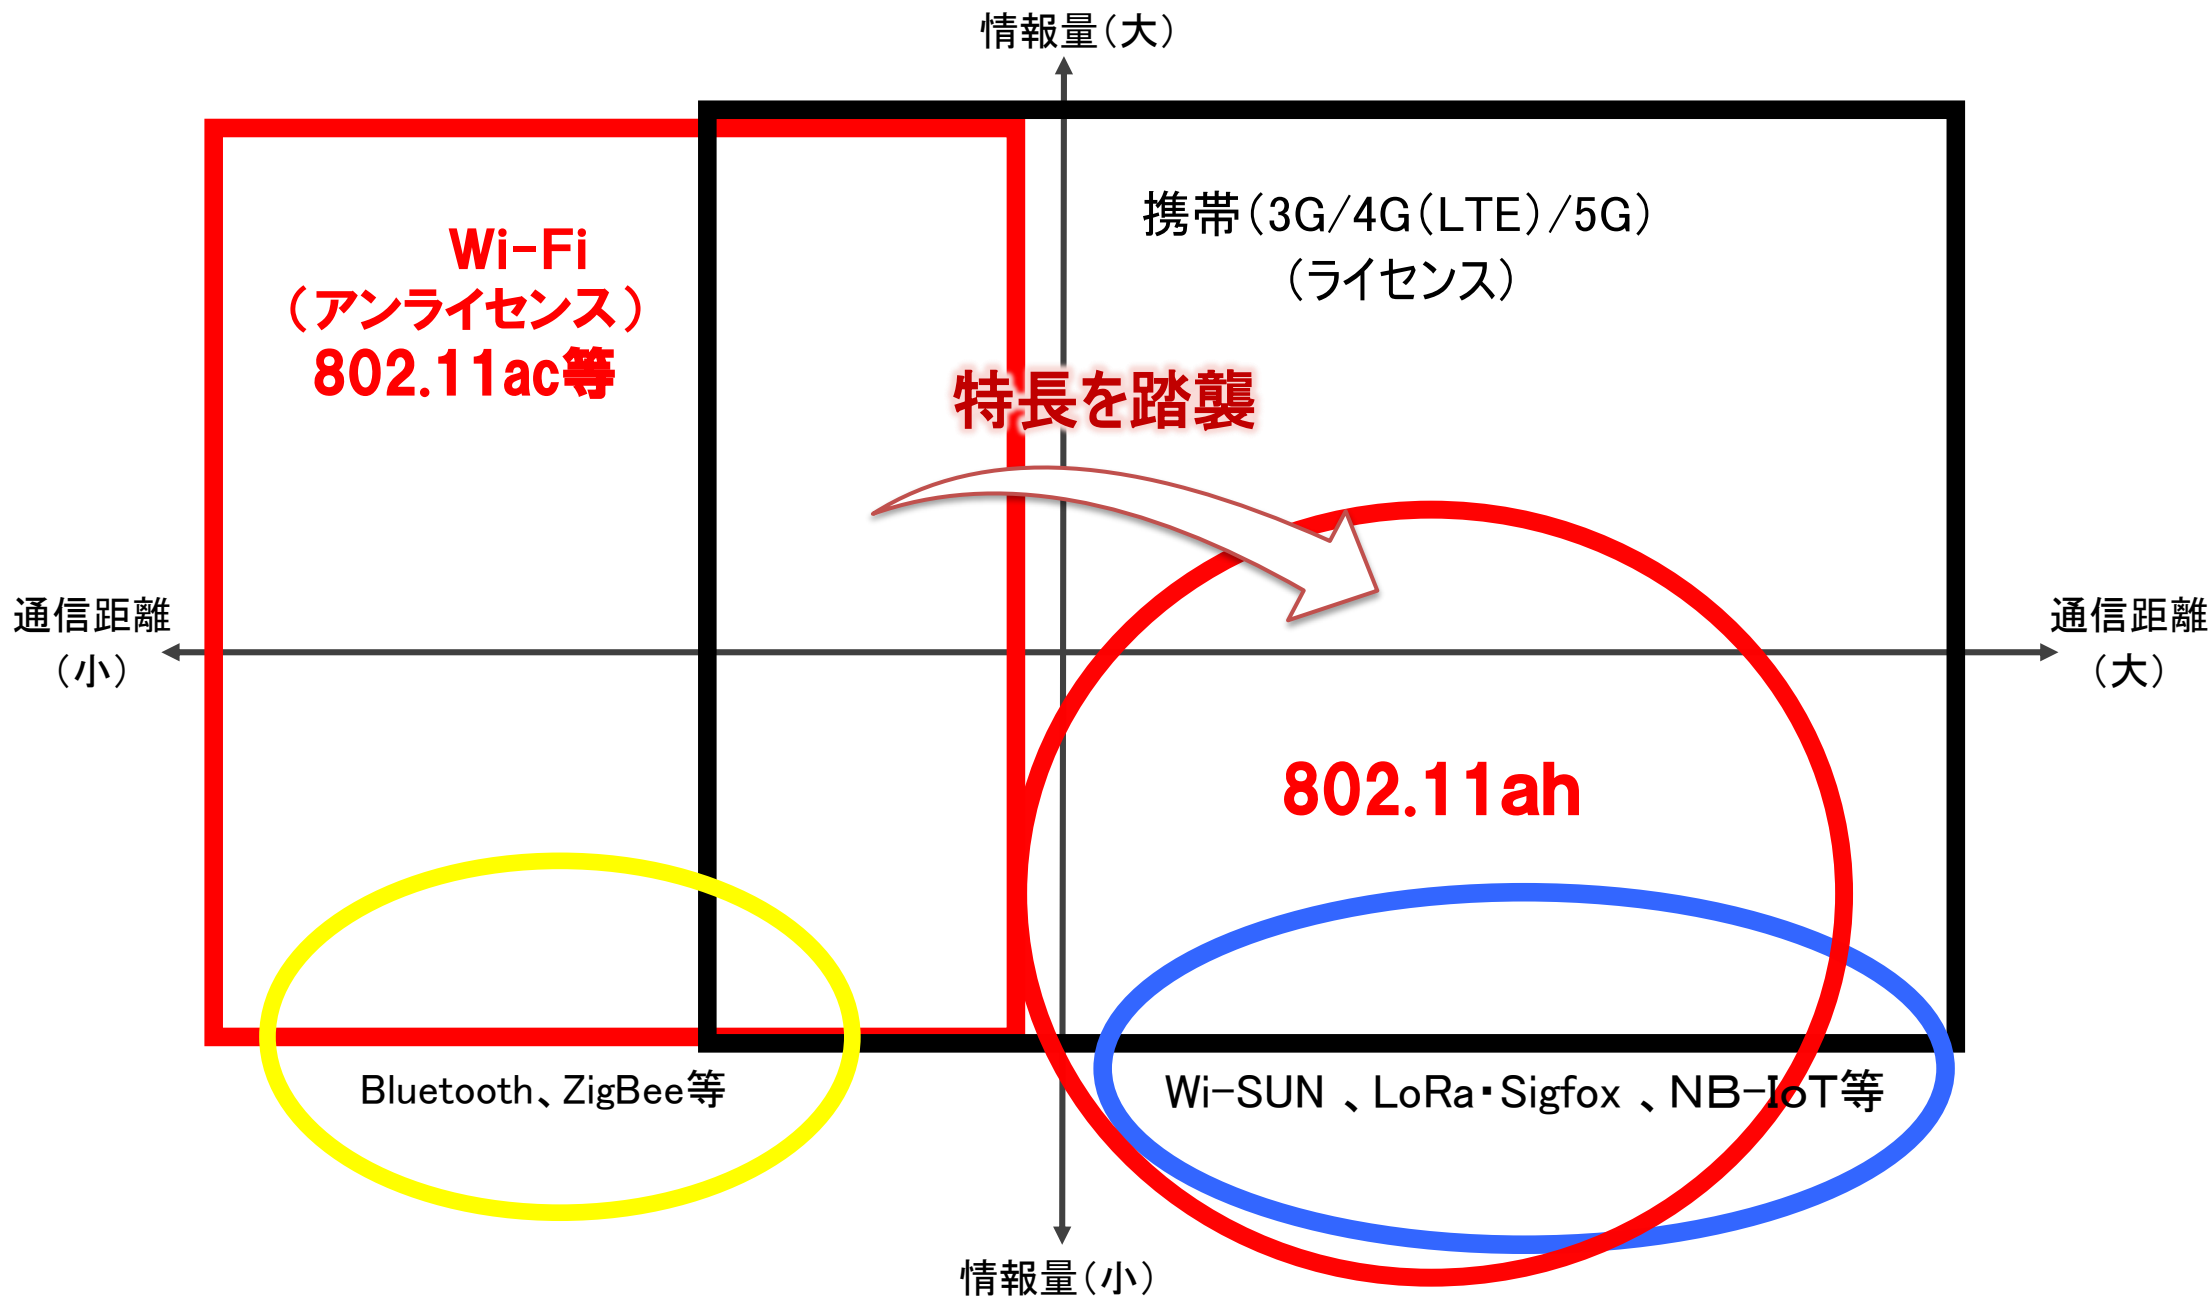 情報量（大）
携帯（3G/4G（LTE）/5G）
（ライセンス）
Wi-Fi
（アンライセンス）
802.11ac等
特長を踏襲
通信距離
（小）
通信距離
（大）
802.11ah
Bluetooth、ZigBee等
Wi-SUN 、LoRa・Sigfox 、NB-IoT等
情報量（小）